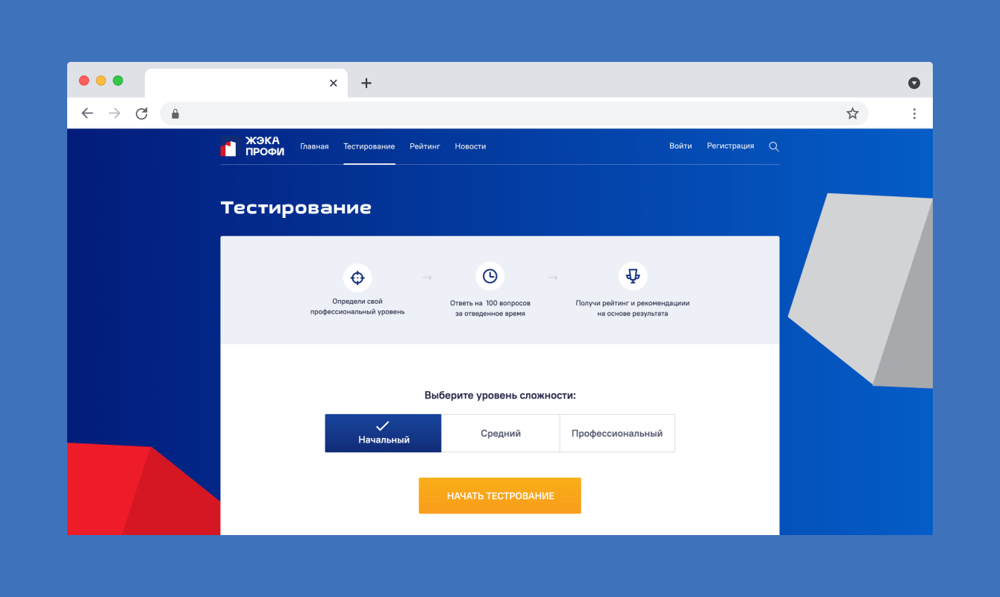 ЖЭКА
ПРОФИ
Главная
Тестирование
Рейтинг
Новости
Войти
Регистрация
Тестирование
Определи свой
профессиональный уровень
Ответь на 100 вопросов
за отведенное время
Получи рейтинг и рекомендациии
на основе результата
Выберите уровень сложности:
Начальный
Средний
Профессиональный
НАЧАТЬ ТЕСТРОВАНИЕ